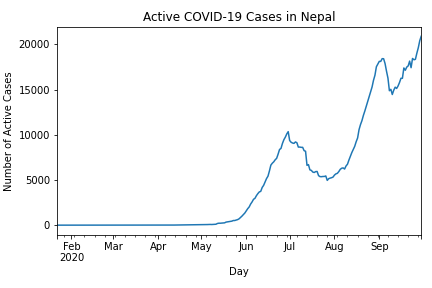 Active COVID-19 Cases in Nepal
Number of Active Cases
20000
15000
10000
5000
0
Feb Mar Apr May Jun Jul Aug Sep
2020
Day